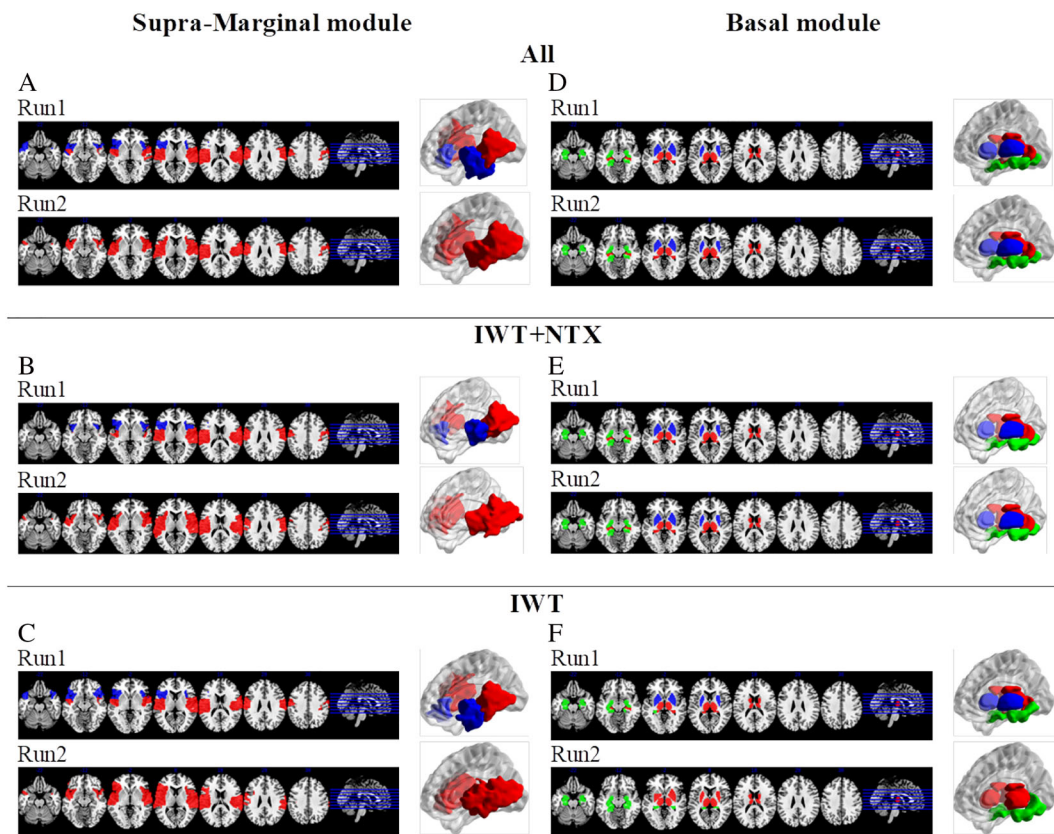 Supra-Marginal module
Basal module
All
A
Run1
Run2
D
Run1
Run2
IWT+NTX
B
Run1
Run2
E
Run1
Run2
IWT
C
Run1
Run2
F
Run1
Run2